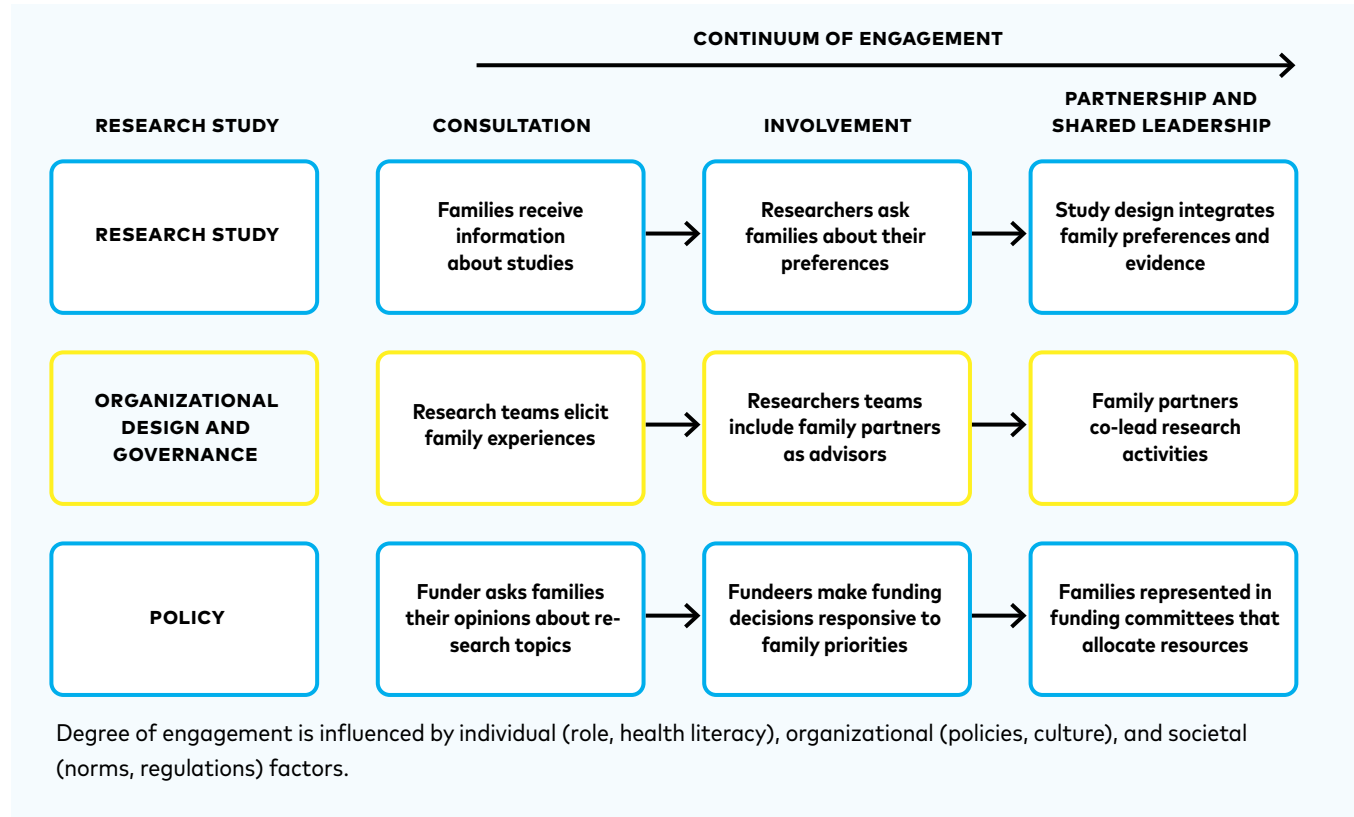 CONTINUUM OF ENGAGEMENT
RESEARCH STUDY
CONSULTATION
INVOLVEMENT
PARTNERSHIP AND
SHARED LEADERSHIP
RESEARCH STUDY
Families receive
information
about studies
Researchers ask
families about their
preferences
Study design integrates
family preferences and
evidence
ORGANIZATIONAL
DESIGN AND
GOVERNANCE
Research teams elicit
family experiences
Researchers teams
include family partners
as advisors
Family partners
co-lead research
activities
POLICY
Funder asks families
their opinions about re-
search topics
Fundeers make funding
decisions responsive to
family priorities
Families represented in
funding committees that
allocate resources
Degree of engagement is influenced by individual (role, health literacy), organizational (policies, culture), and societal
(norms, regulations) factors.